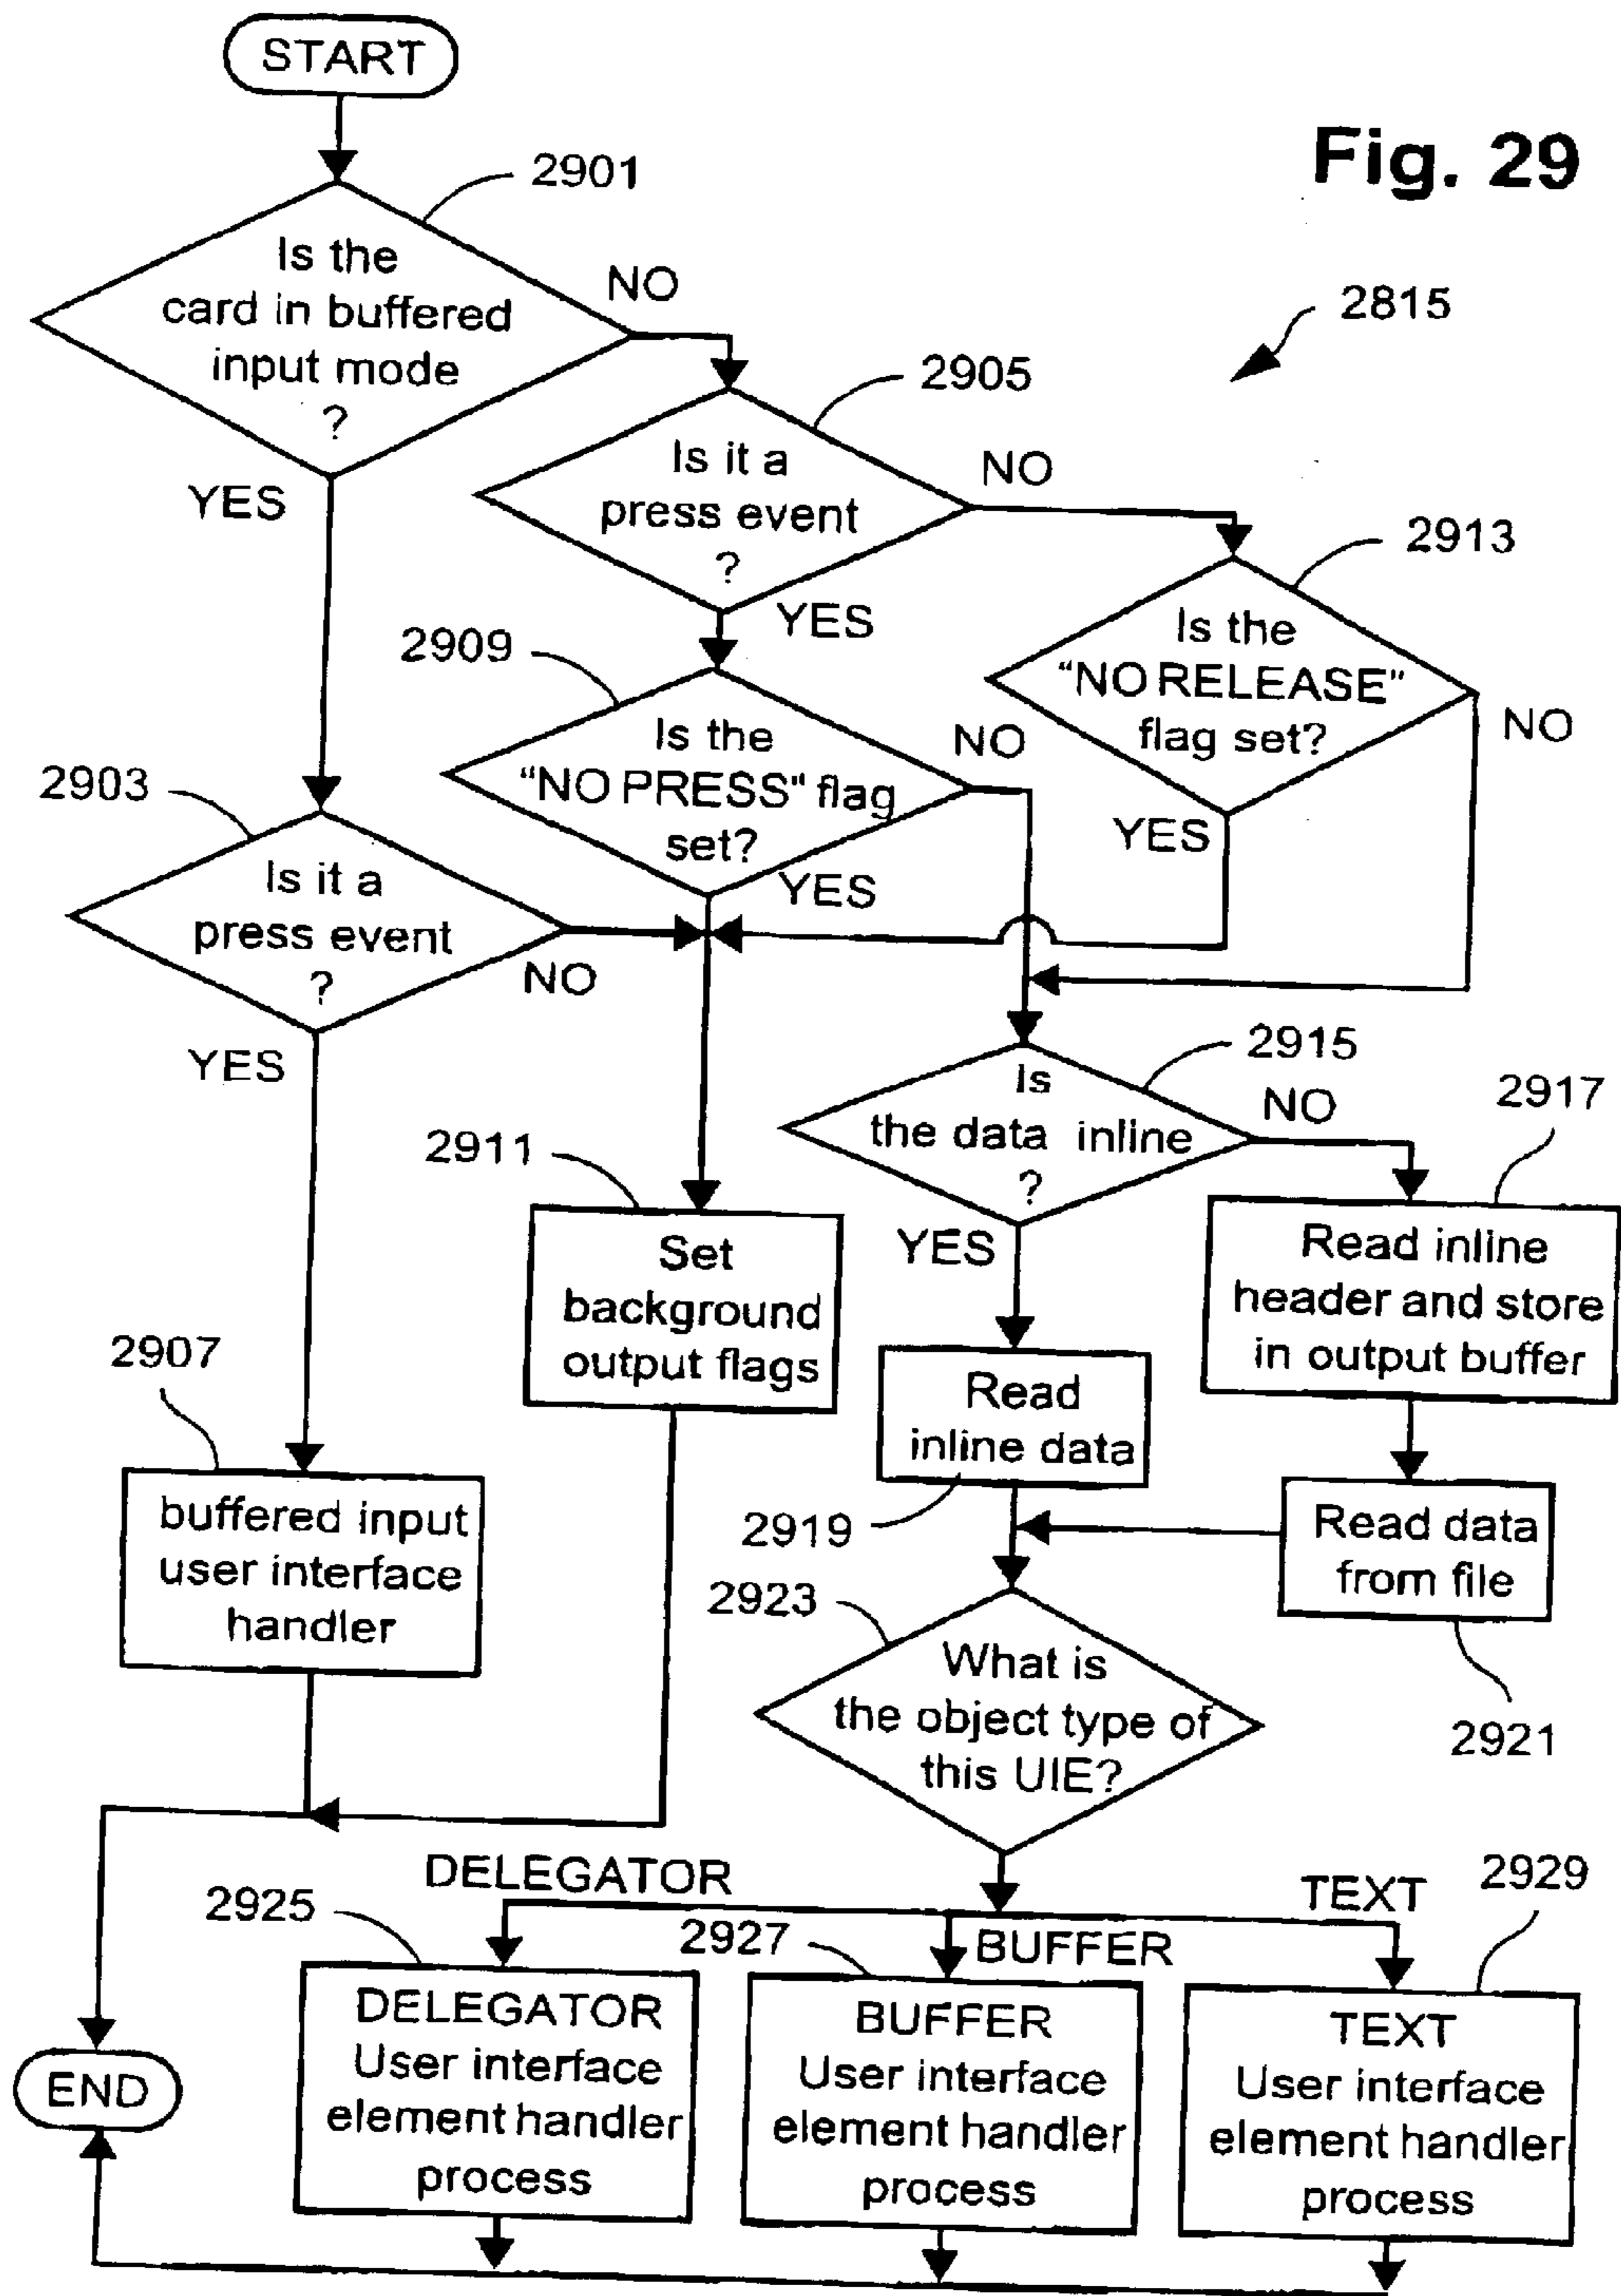 START
Fig. 29
2901
Is the
card in buffered
input mode
?
NO
YES
2815
2905
Is it a
press event
?
NO
YES
2913
Is the
“NO RELEASE”
flag set?
NO
YES
2909
Is the
“NO PRESS” flag
set?
NO
YES
2903
Is it a
press event
?
NO
YES
2915
Is
the data inline
?
NO
YES
2917
Read inline
header and store
in output buffer
2911
Set
background
output flags
2907
buffered input
user interface
handler
Read
inline data
2919
Read data
from file
2921
2923
What is
the object type of
this UIE?
DELEGATOR
BUFFER
TEXT
2925
DELEGATOR
User interface
element handler
process
2927
BUFFER
User interface
element handler
process
2929
TEXT
User interface
element handler
process
END